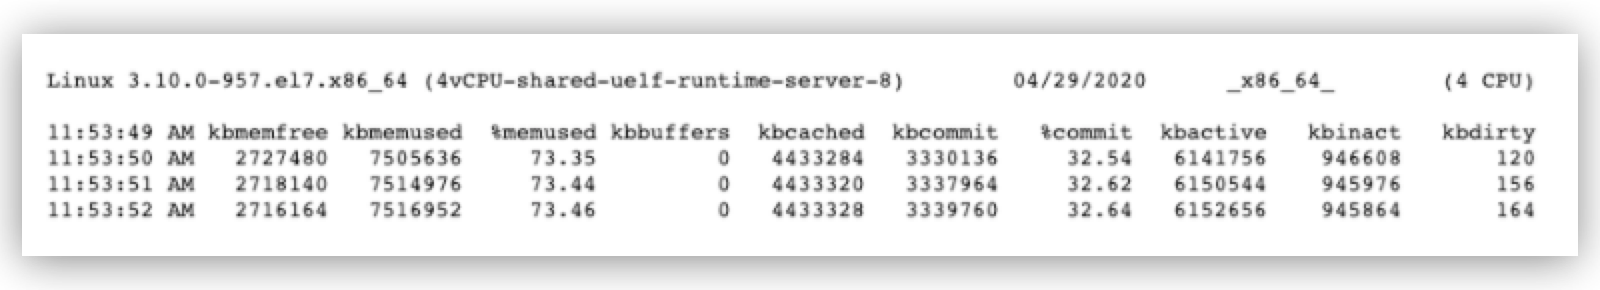 Linux 3.10.0-957.el7.x86_64 (4vCPU-shared-uelf-runtime-server-8) 04/29/2020 _x86_64_ (4 CPU)
11:53:49 AM kbmemfree kbmemused %memused kbbuffers kbcached kbcommit %commit kbactive kbinact kbdirty
11:53:50 AM 2727480 7505636 73.35 0 4433284 3330136 32.54 6141756 946608 120
11:53:51 AM 2718140 7514976 73.44 0 4433320 3337964 32.62 6150544 945976 156
11:53:52 AM 2716164 7516952 73.46 0 4433328 3339760 32.64 6152656 945864 164